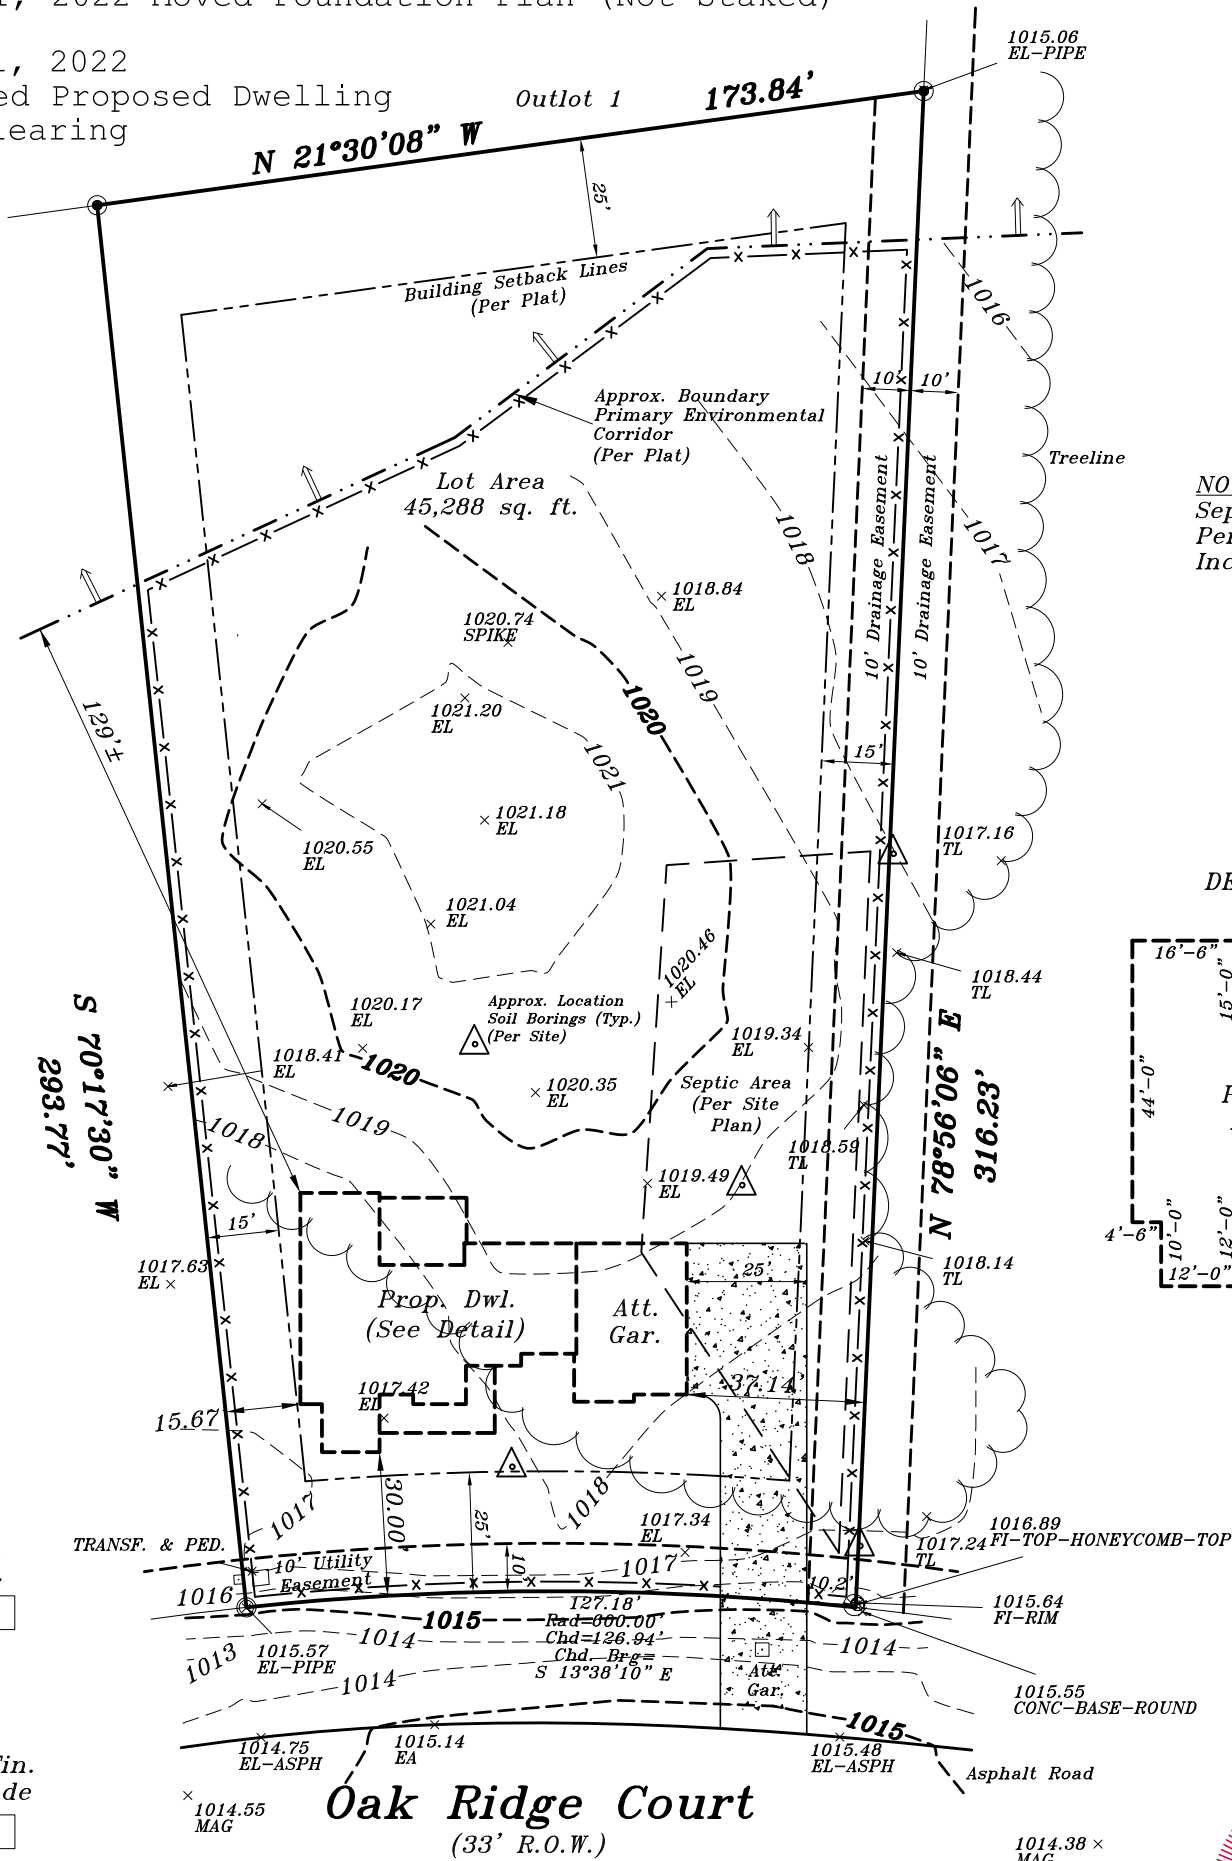 2022 Moved Foundation Plan (Not Staked)
, 2022
ed Proposed Dwelling
learing
Outlot 1
173.84'
N 21°30'08" W
1015.06
EL-PIPE
25'
Building Setback Lines
(Per Plat)
1016
10'
10'
Approx. Boundary
Primary Environmental
Corridor
(Per Plat)
Treeline
Lot Area
45,288 sq. ft.
10' Drainage Easement
10' Drainage Easement
NO
Sep
Per
Inc
1018
1017
1018.84
EL
1020.74
SPIKE
1019
1020
1021.20
EL
129'±
1021
15'
1021.18
EL
1020.55
EL
1017.16
TL
DE
1021.04
EL
1020.46
EL
16'-6"
15'-0"
1018.44
TL
1020.17
EL
Approx. Location
Soil Borings (Typ.)
(Per Site)
1019.34
EL
S 70°17'30" W
293.77'
1018.41
EL
1020
1020.35
EL
Septic Area
(Per Site
Plan)
N 78°56'06" E
316.23'
44'-0"
1018
1019
1018.59
TL
1019.49
EL
15'
4'-6"
10'-0"
12'-0"
12'-0"
1017.63
EL
1018.14
TL
25'
Prop. Dwl.
(See Detail)
Att.
Gar.
1017.42
EL
37.14'
15.67
30.00'
25'
1017
1018
1017.34
EL
1016.89
FI-TOP-HONEYCOMB-TOP
1017.24
TL
TRANSF. & PED.
10' Utility
Easement
10'
1017
10.2'
1016
1015.64
FI-RIM
127.18'
Rad=600.00'
Chd=126.94'
Chd. Brg=
S 13°38'10" E
1015
1014
1014
1013
1015.57
EL-PIPE
1014
Att.
Gar.
1015.55
CONC-BASE-ROUND
1015
1014.75
EL-ASPH
1015.14
EA
1015.48
EL-ASPH
Asphalt Road
Fin.
de
1014.55
MAG
Oak Ridge Court
(33' R.O.W.)
1014.38
MAG